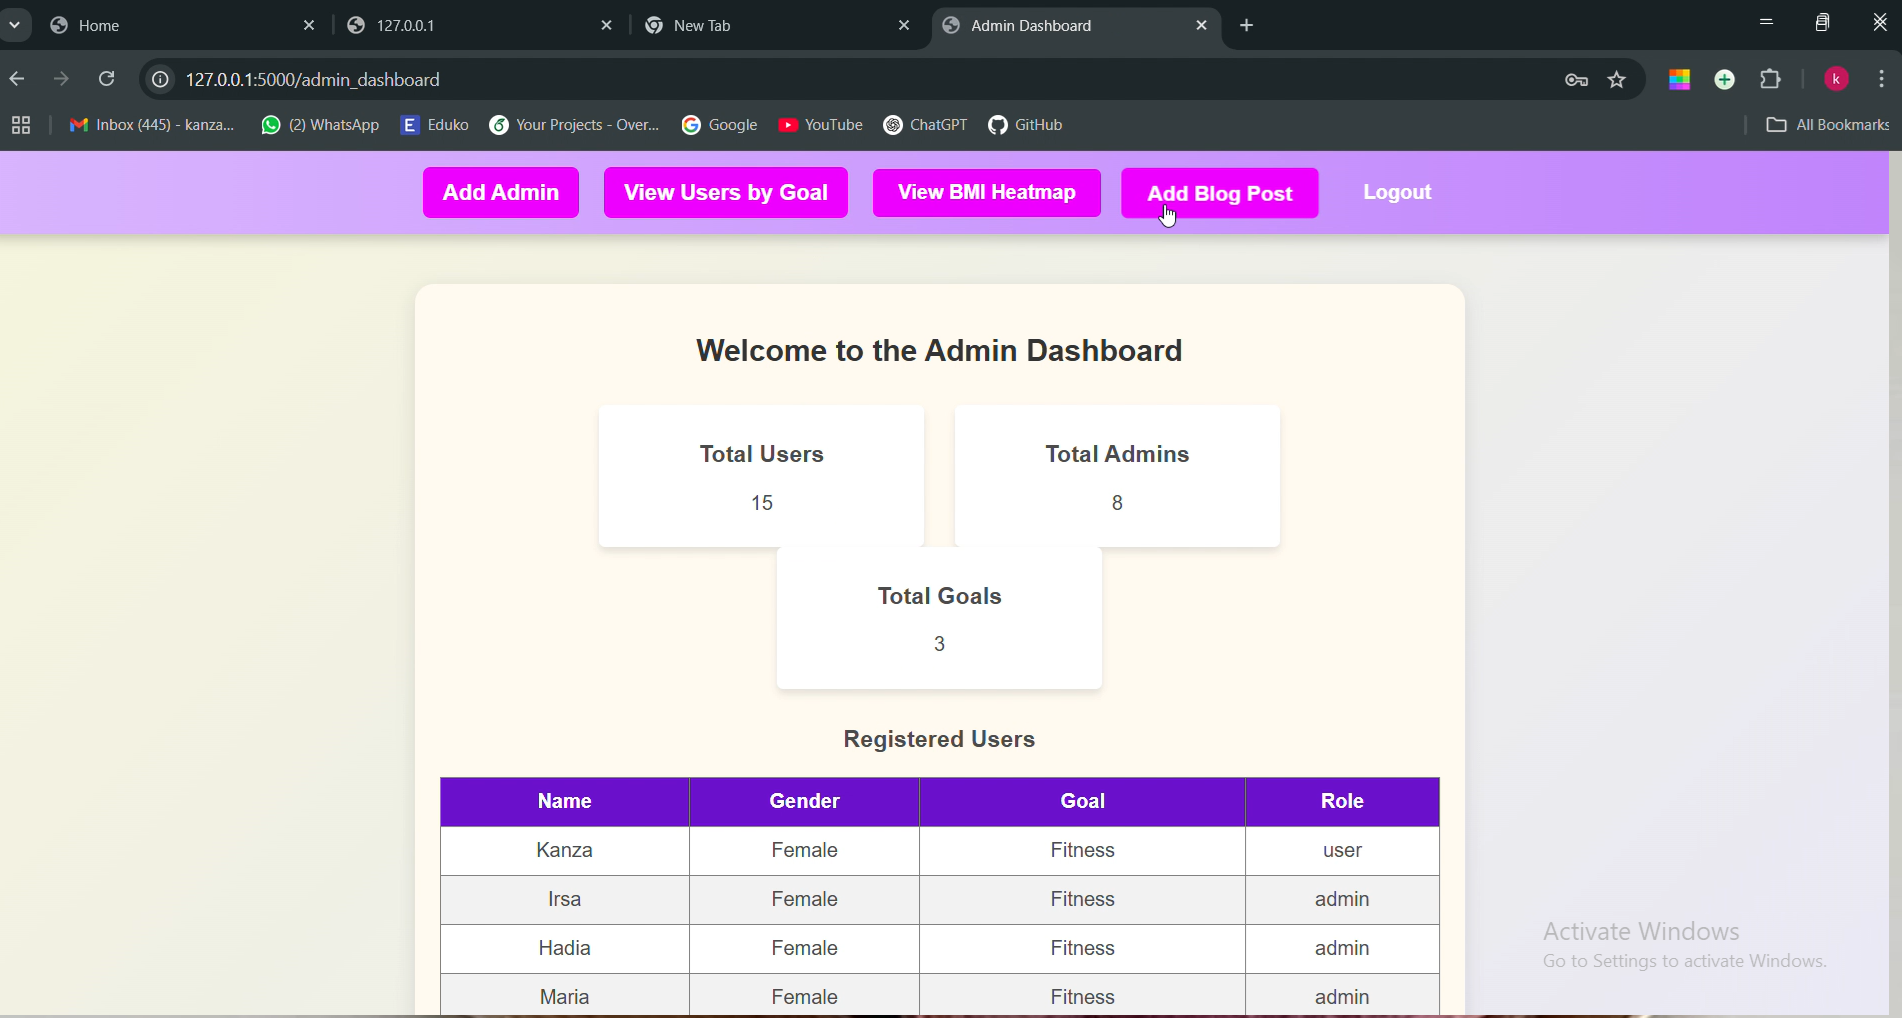 Home
127.0.0.1
New Tab
Admin Dashboard
127.0.0.1:5000/admin_dashboard
k
Inbox (445) - kanza...
(2) WhatsApp
E Eduko
Your Projects - Over...
Google
YouTube
ChatGPT
GitHub
All Bookmarks
Add Admin
View Users by Goal
View BMI Heatmap
Add Blog Post
Logout
Welcome to the Admin Dashboard
Total Users
15
Total Admins
8
Total Goals
3
Registered Users
Name Gender Goal Role
Kanza Female Fitness user
Irsa Female Fitness admin
Hadia Female Fitness admin
Maria Female Fitness admin
Activate Windows
Go to Settings to activate Windows.